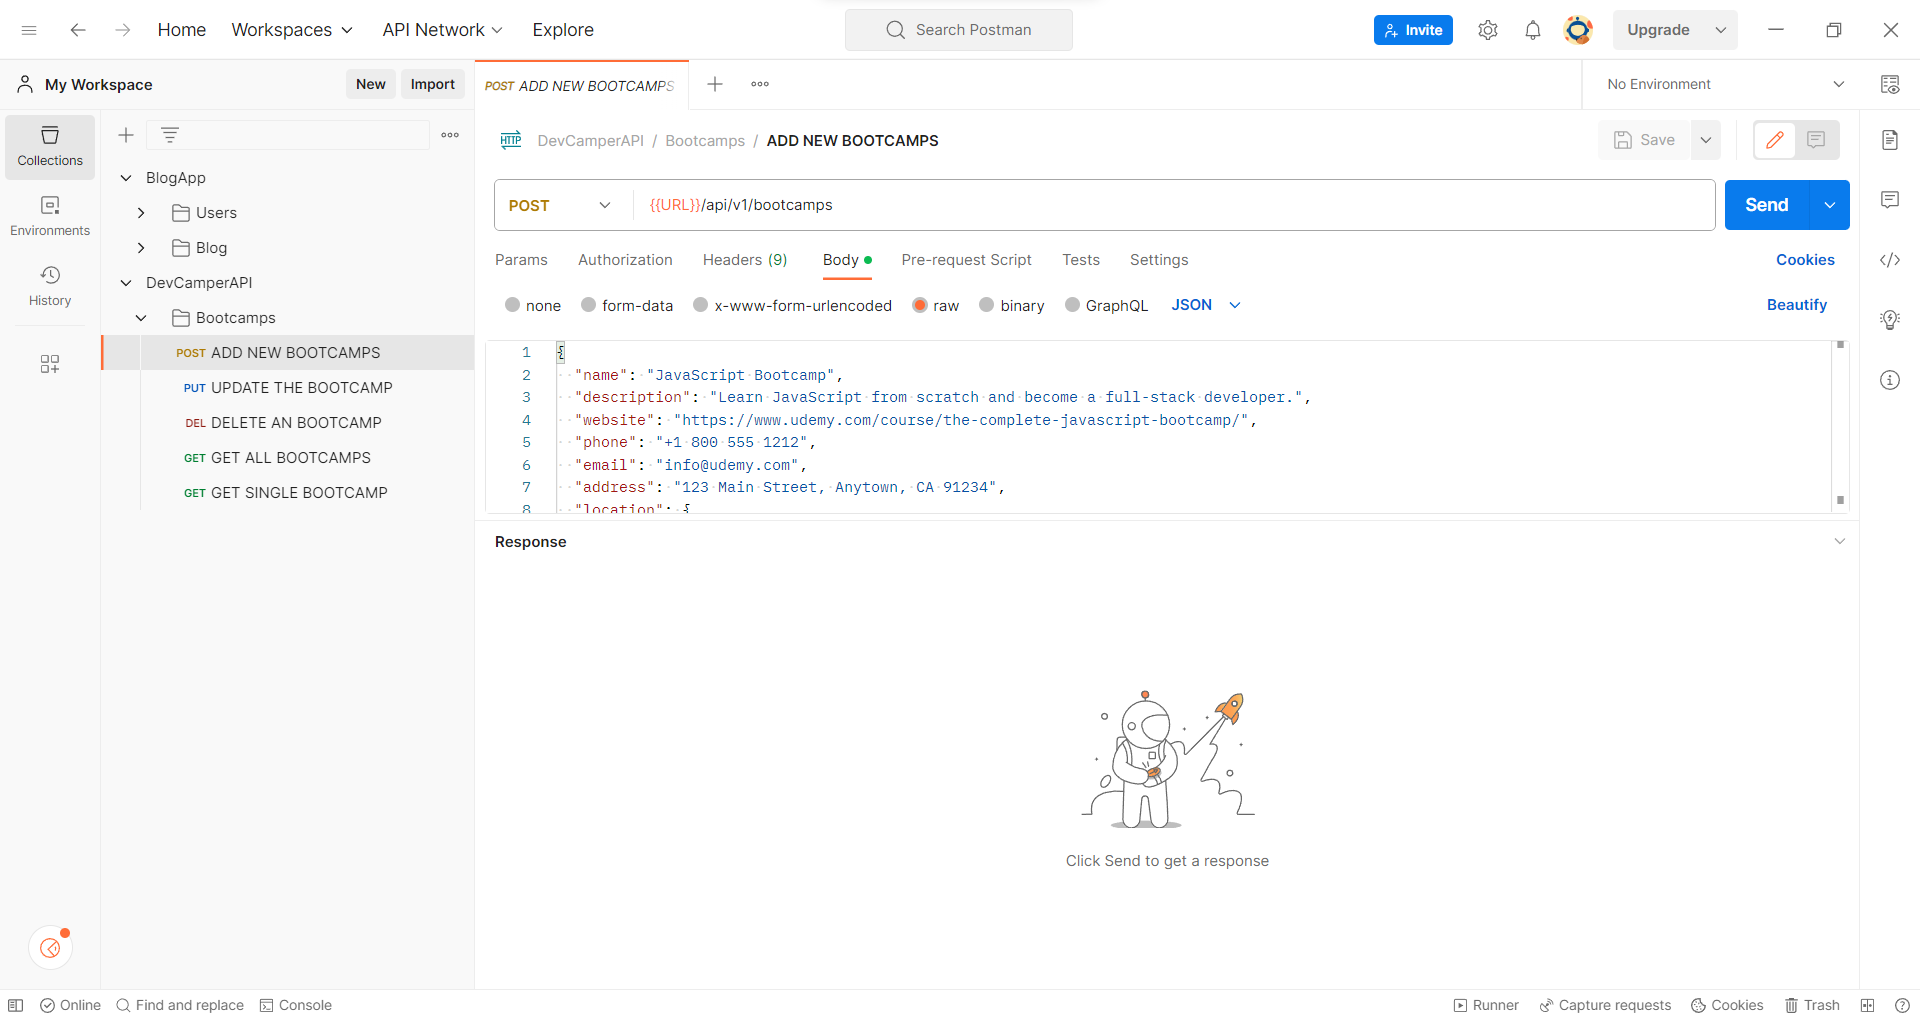 Home Workspaces API Network Explore Search Postman Invite Upgrade
My Workspace New Import POST ADD NEW BOOTCAMPS No Environment
Collections
Environments
History
BlogApp
Users
Blog
DevCamperAPI
Bootcamps
POST ADD NEW BOOTCAMPS
PUT UPDATE THE BOOTCAMP
DEL DELETE AN BOOTCAMP
GET GET ALL BOOTCAMPS
GET GET SINGLE BOOTCAMP
HTTP DevCamperAPI / Bootcamps / ADD NEW BOOTCAMPS Save
POST {{URL}}/api/v1/bootcamps Send
Params Authorization Headers (9) Body Pre-request Script Tests Settings Cookies
none form-data x-www-form-urlencoded raw binary GraphQL JSON Beautify
1 {
2 "name": "JavaScript Bootcamp",
3 "description": "Learn JavaScript from scratch and become a full-stack developer.",
4 "website": "https://www.udemy.com/course/the-complete-javascript-bootcamp/",
5 "phone": "+1 800 555 1212",
6 "email": "info@udemy.com",
7 "address": "123 Main Street, Anytown, CA 91234",
8 "location": {
Response
Click Send to get a response
Online Find and replace Console Runner Capture requests Cookies Trash